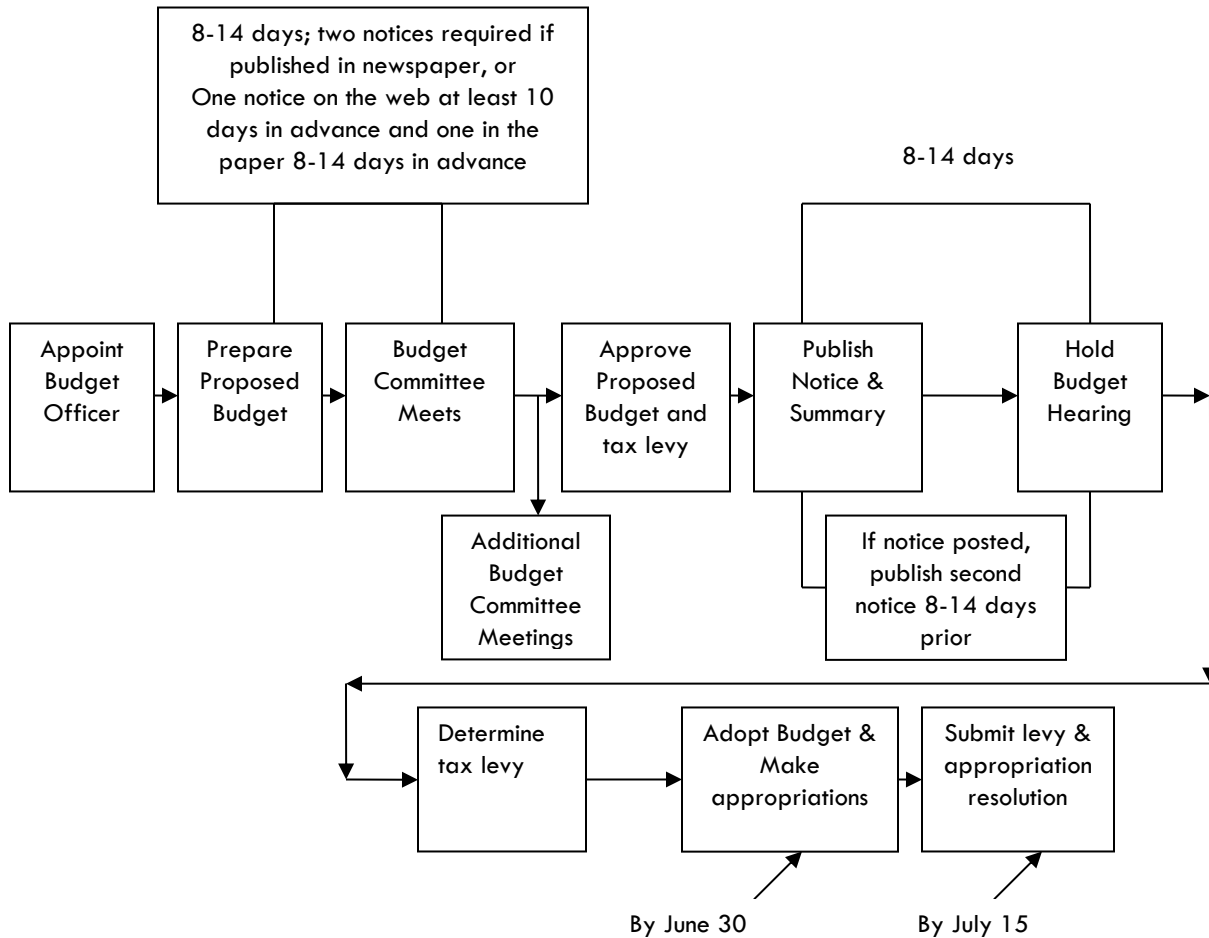 8-14 days; two notices required if
published in newspaper, or
One notice on the web at least 10
days in advance and one in the
paper 8-14 days in advance
8-14 days
Appoint
Budget
Officer
Prepare
Proposed
Budget
Budget
Committee
Meets
Approve
Proposed
Budget and
tax levy
Publish
Notice &
Summary
Hold
Budget
Hearing
Additional
Budget
Committee
Meetings
If notice posted,
publish second
notice 8-14 days
prior
Determine
tax levy
Adopt Budget &
Make
appropriations
Submit levy &
appropriation
resolution
By June 30
By July 15